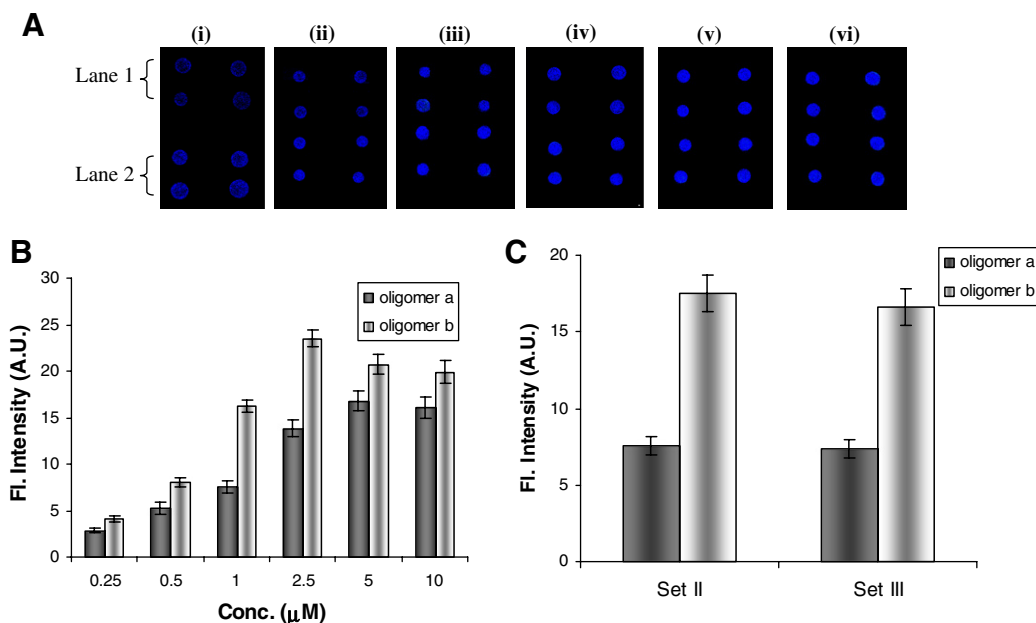 A
(i) (ii) (iii) (iv) (v) (vi)
Lane 1
Lane 2
B
Fl. Intensity (A.U.)
30
25
20
15
10
5
0
oligomer a
oligomer b
0.25 0.5 1 2.5 5 10
Conc. (μM)
C
Fl. Intensity (A.U.)
20
15
10
5
0
oligomer a
oligomer b
Set II Set III